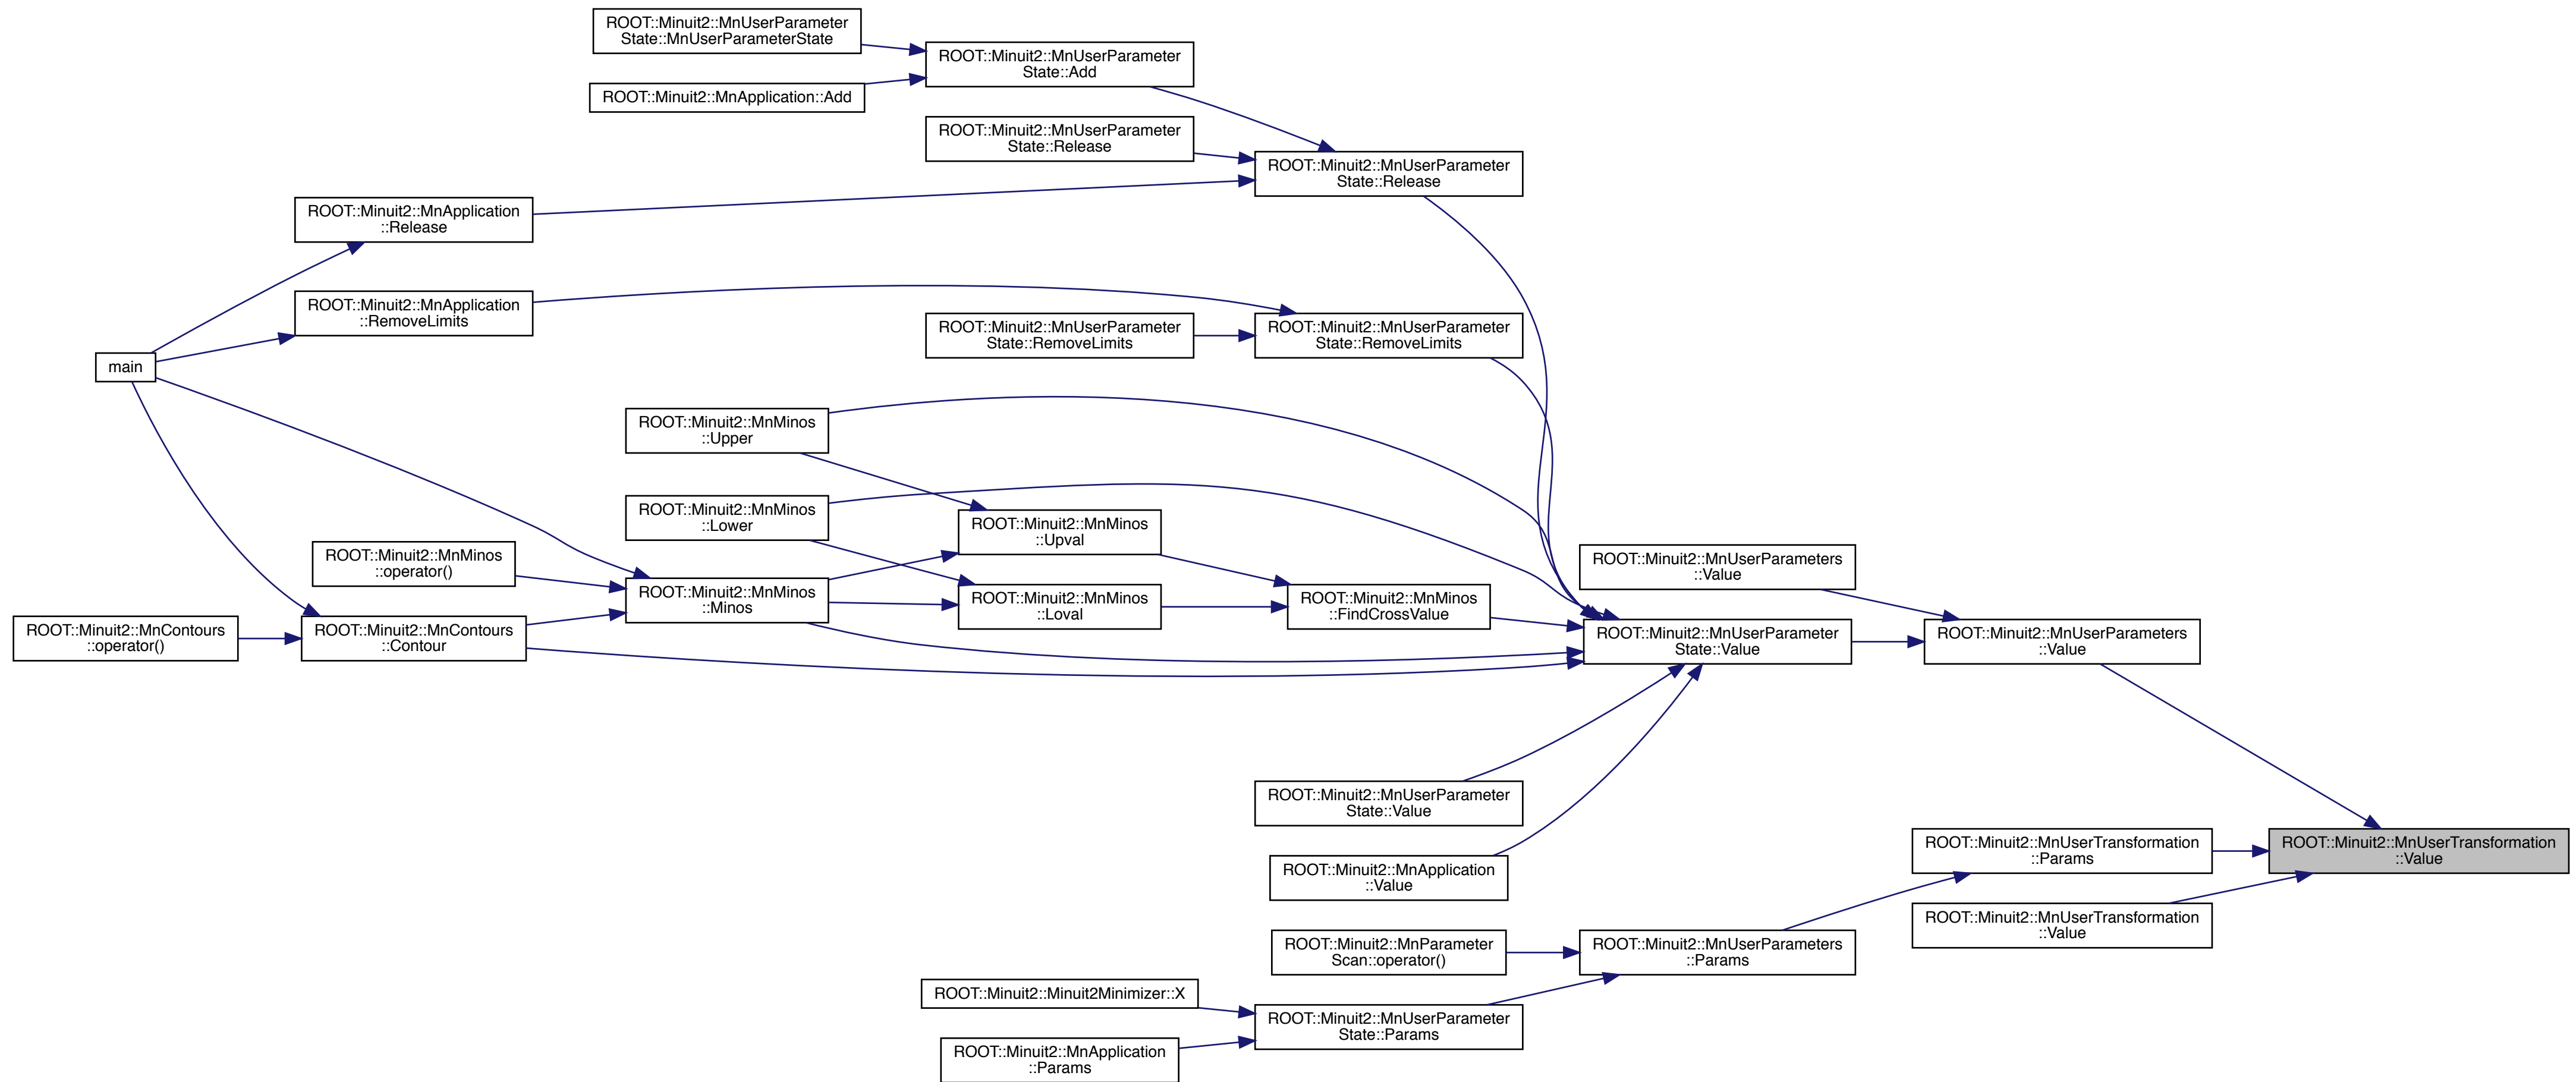 ROOT::Minuit2::MnUserParameter
State::MnUserParameterState
ROOT::Minuit2::MnUserParameter
State::Add
ROOT::Minuit2::MnApplication::Add
ROOT::Minuit2::MnUserParameter
State::Release
ROOT::Minuit2::MnUserParameter
State::Release
ROOT::Minuit2::MnApplication
::Release
ROOT::Minuit2::MnApplication
::RemoveLimits
ROOT::Minuit2::MnUserParameter
State::RemoveLimits
ROOT::Minuit2::MnUserParameter
State::RemoveLimits
main
ROOT::Minuit2::MnMinos
::Upper
ROOT::Minuit2::MnMinos
::Lower
ROOT::Minuit2::MnMinos
::Upval
ROOT::Minuit2::MnMinos
::operator()
ROOT::Minuit2::MnUserParameters
::Value
ROOT::Minuit2::MnMinos
::Minos
ROOT::Minuit2::MnMinos
::Loval
ROOT::Minuit2::MnMinos
::FindCrossValue
ROOT::Minuit2::MnContours
::operator()
ROOT::Minuit2::MnContours
::Contour
ROOT::Minuit2::MnUserParameter
State::Value
ROOT::Minuit2::MnUserParameters
::Value
ROOT::Minuit2::MnUserParameter
State::Value
ROOT::Minuit2::MnUserTransformation
::Params
ROOT::Minuit2::MnUserTransformation
::Value
ROOT::Minuit2::MnApplication
::Value
ROOT::Minuit2::MnUserTransformation
::Value
ROOT::Minuit2::MnParameter
Scan::operator()
ROOT::Minuit2::MnUserParameters
::Params
ROOT::Minuit2::Minuit2Minimizer::X
ROOT::Minuit2::MnUserParameter
State::Params
ROOT::Minuit2::MnApplication
::Params